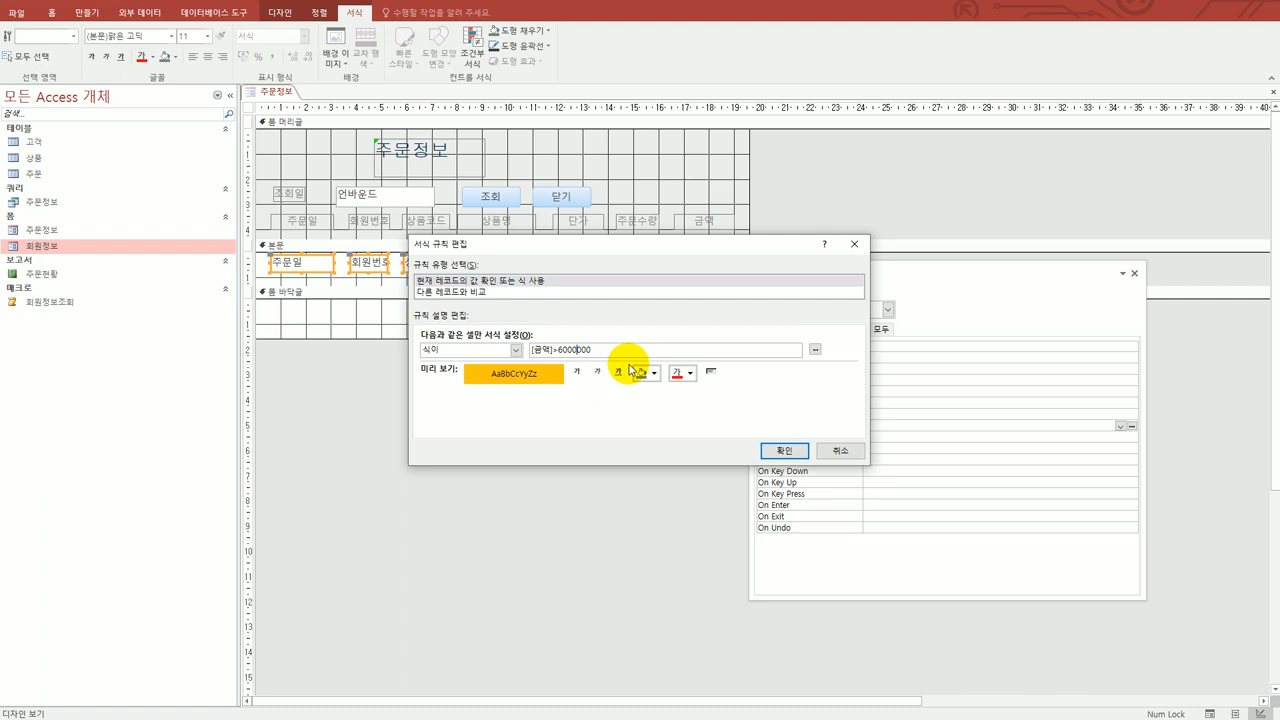 파일 홈 만들기 외부 데이터 데이터베이스 도구 디자인 정렬 서식 수행할 작업을 알려 주세요.
(본문)맑은 고딕 11 서식
모두 선택 가 가 가 가
배경 이미지 교차 행 색 빠른 스타일 도형 모양 변경 조건부 서식
도형 채우기
도형 윤곽선
도형 효과
선택 영역 글꼴 표시 형식 배경 컨트롤 서식
모든 Access 개체
검색...
테이블
고객
상품
주문
쿼리
주문정보
폼
주문정보
회원정보
보고서
주문현황
매크로
회원정보조회
주문정보
폼 머리글
주문정보
조회일 언바운드 조회 닫기
주문일 회원번호 상품코드 상품명 단가 주문수량 금액
본문
주문일 회원번호
폼 바닥글
서식 규칙 편집
규칙 유형 선택(S):
현재 레코드의 값 확인 또는 식 사용
다른 레코드와 비교
규칙 설명 편집:
다음과 같은 셀만 서식 설정(O):
식이 [금액]>6000000
미리 보기: AaBbCcYyZz 가 가 가 가
확인 취소
모두
On Key Down
On Key Up
On Key Press
On Enter
On Exit
On Undo
디자인 보기 Num Lock